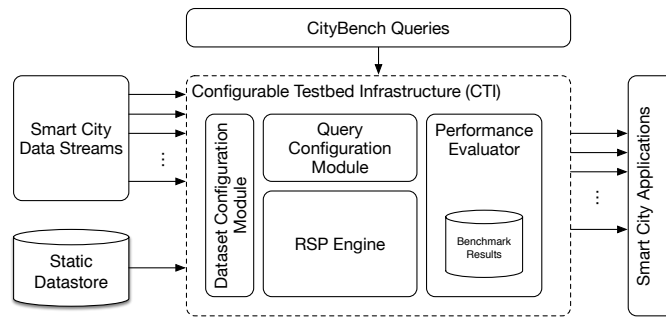 CityBench Queries
Smart City
Data Streams
...
Static
Datastore
Configurable Testbed Infrastructure (CTI)
Dataset Configuration
Module
Query
Configuration
Module
RSP Engine
Performance
Evaluator
Benchmark
Results
...
Smart City Applications